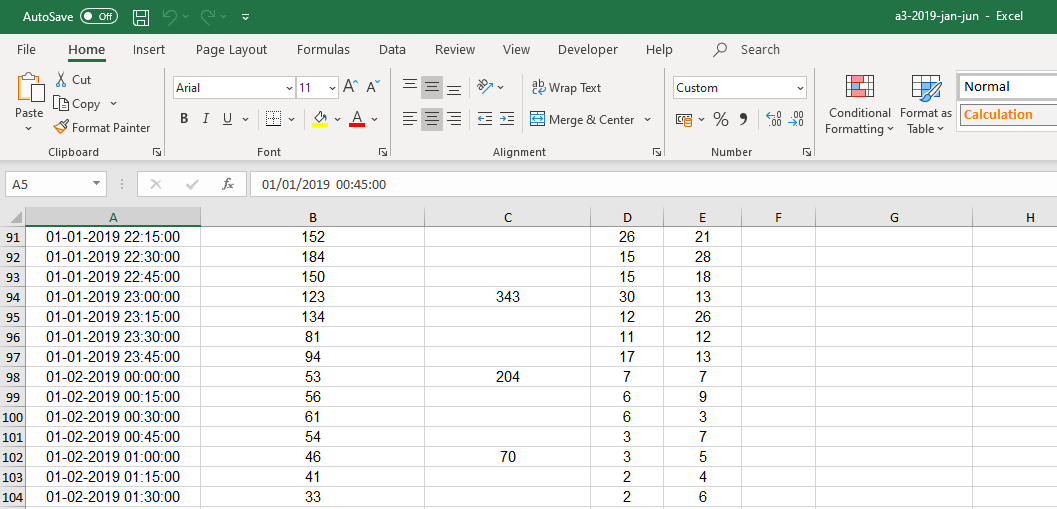 AutoSave Off a3-2019-jan-jun - Excel
File Home Insert Page Layout Formulas Data Review View Developer Help Search
Paste Cut Copy Format Painter Clipboard
Arial 11 A A B I U A Font
ab Wrap Text Merge & Center Alignment
Custom % 9 .00 .00 Number
Conditional Formatting Format as Table Normal Calculation
A5 fx 01/01/2019 00:45:00
A B C D E F G H
91 01-01-2019 22:15:00 152 26 21
92 01-01-2019 22:30:00 184 15 28
93 01-01-2019 22:45:00 150 15 18
94 01-01-2019 23:00:00 123 343 30 13
95 01-01-2019 23:15:00 134 12 26
96 01-01-2019 23:30:00 81 11 12
97 01-01-2019 23:45:00 94 17 13
98 01-02-2019 00:00:00 53 204 7 7
99 01-02-2019 00:15:00 56 6 9
100 01-02-2019 00:30:00 61 6 3
101 01-02-2019 00:45:00 54 3 7
102 01-02-2019 01:00:00 46 70 3 5
103 01-02-2019 01:15:00 41 2 4
104 01-02-2019 01:30:00 33 2 6